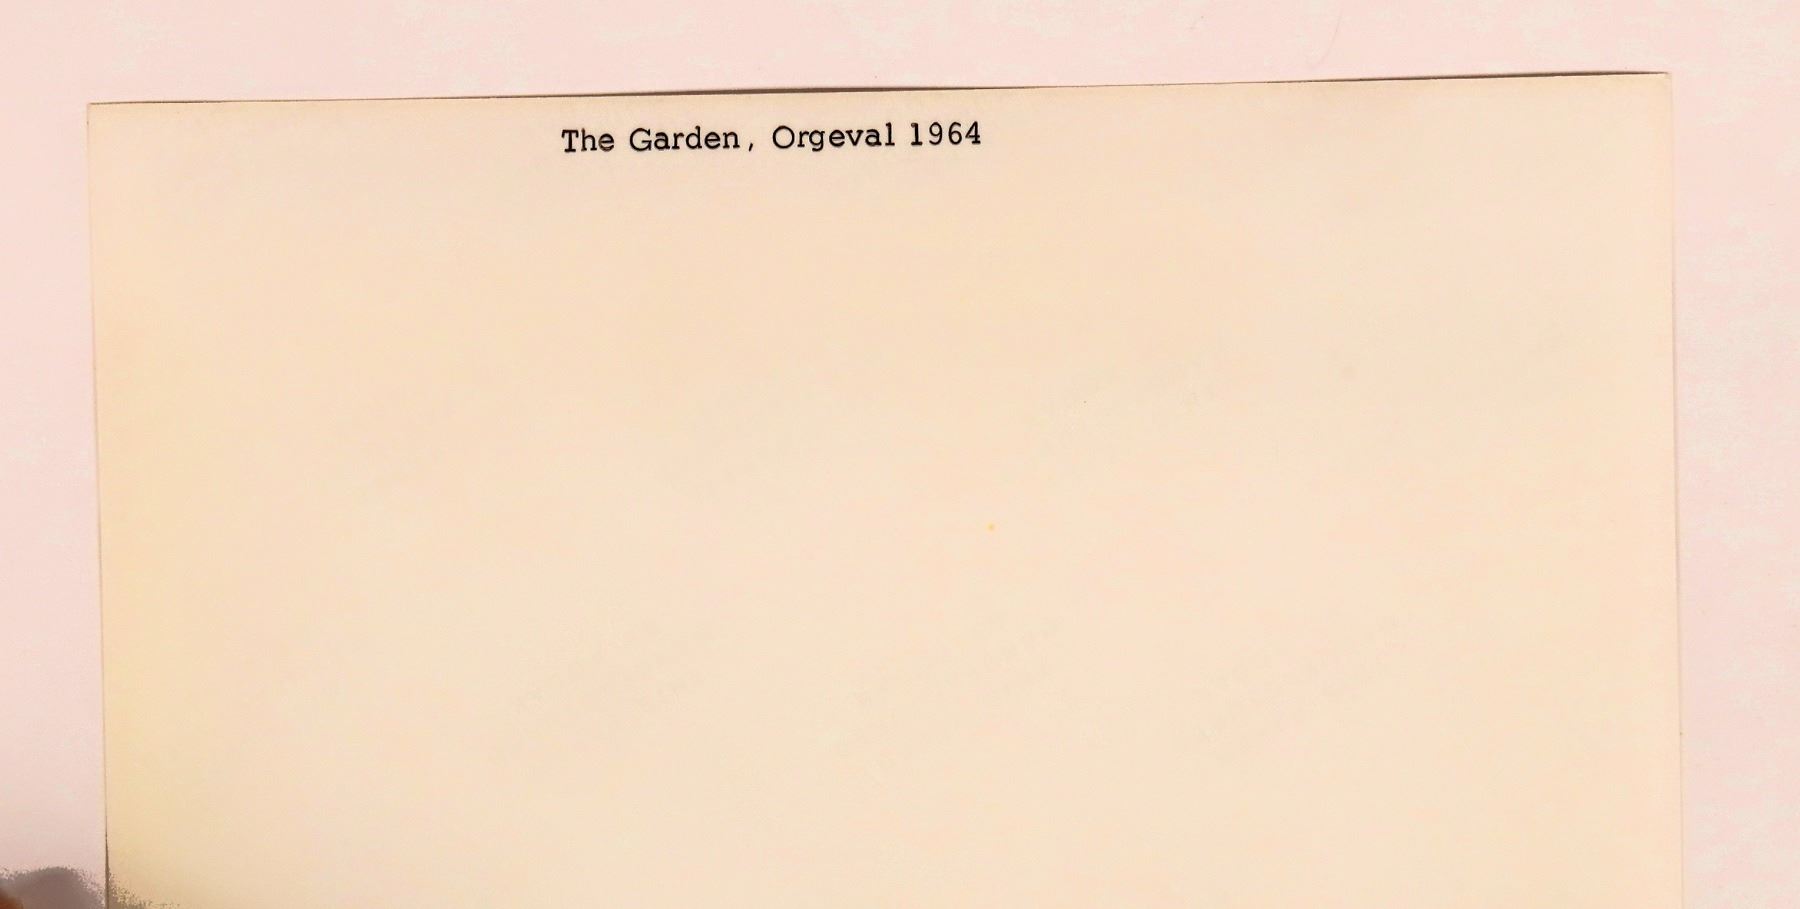 The Garden, Orgeval 1964